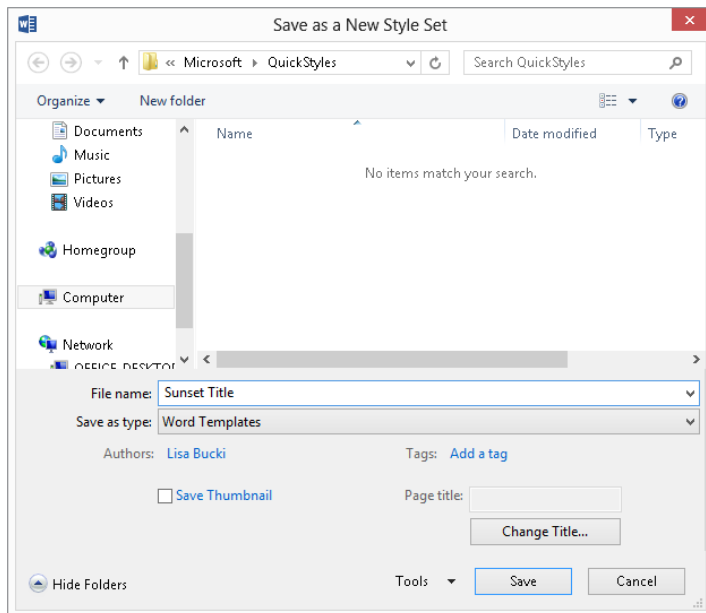 Save as a New Style Set
« Microsoft QuickStyles
Search QuickStyles
Organize New folder
Name Date modified Type
No items match your search.
Documents
Music
Pictures
Videos
Homegroup
Computer
Network
OFFICE_DESKTOP
File name: Sunset Title
Save as type: Word Templates
Authors: Lisa Bucki Tags: Add a tag
Save Thumbnail Page title:
Change Title...
Hide Folders Tools Save Cancel